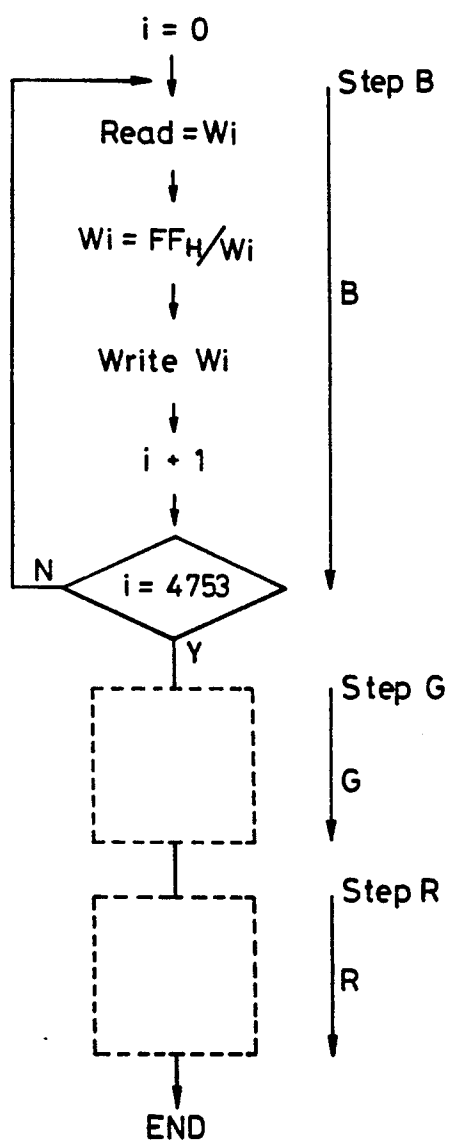 i = 0
Step B
Read = Wi
Wi = FFH/Wi
B
Write Wi
i + 1
N
i = 4753
Y
Step G
G
Step R
R
END